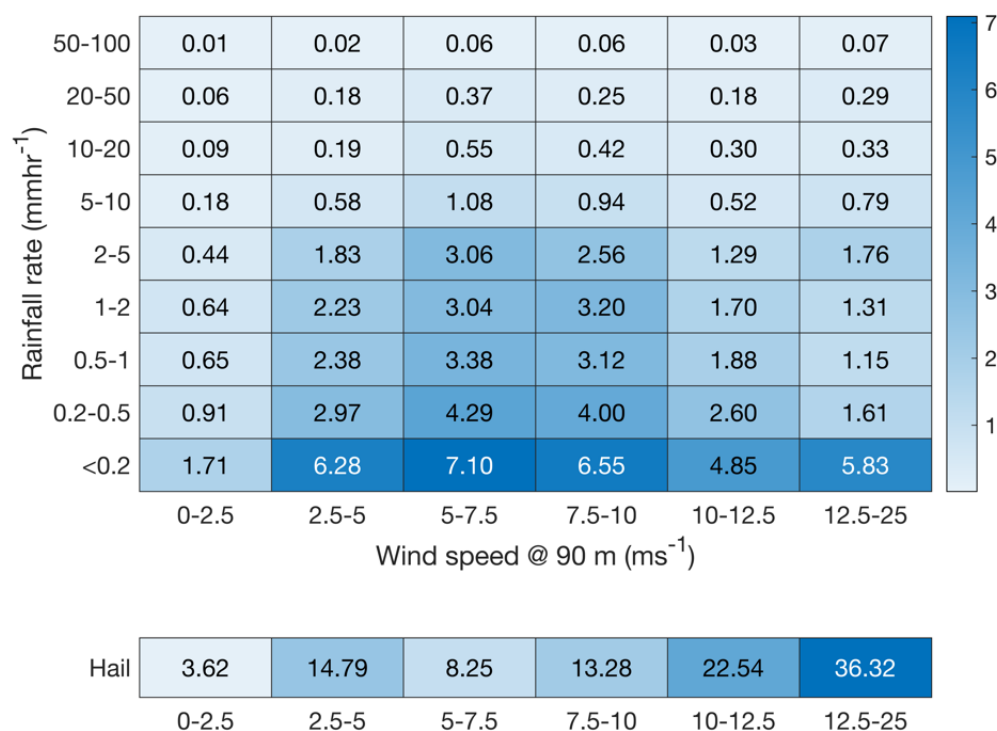 50-100 0.01 0.02 0.06 0.06 0.03 0.07
20-50 0.06 0.18 0.37 0.25 0.18 0.29
10-20 0.09 0.19 0.55 0.42 0.30 0.33
5-10 0.18 0.58 1.08 0.94 0.52 0.79
2-5 0.44 1.83 3.06 2.56 1.29 1.76
1-2 0.64 2.23 3.04 3.20 1.70 1.31
0.5-1 0.65 2.38 3.38 3.12 1.88 1.15
0.2-0.5 0.91 2.97 4.29 4.00 2.60 1.61
<0.2 1.71 6.28 7.10 6.55 4.85 5.83
0-2.5 2.5-5 5-7.5 7.5-10 10-12.5 12.5-25
Rainfall rate (mmhr⁻¹)
Wind speed @ 90 m (ms⁻¹)
7
6
5
4
3
2
1
Hail 3.62 14.79 8.25 13.28 22.54 36.32
0-2.5 2.5-5 5-7.5 7.5-10 10-12.5 12.5-25